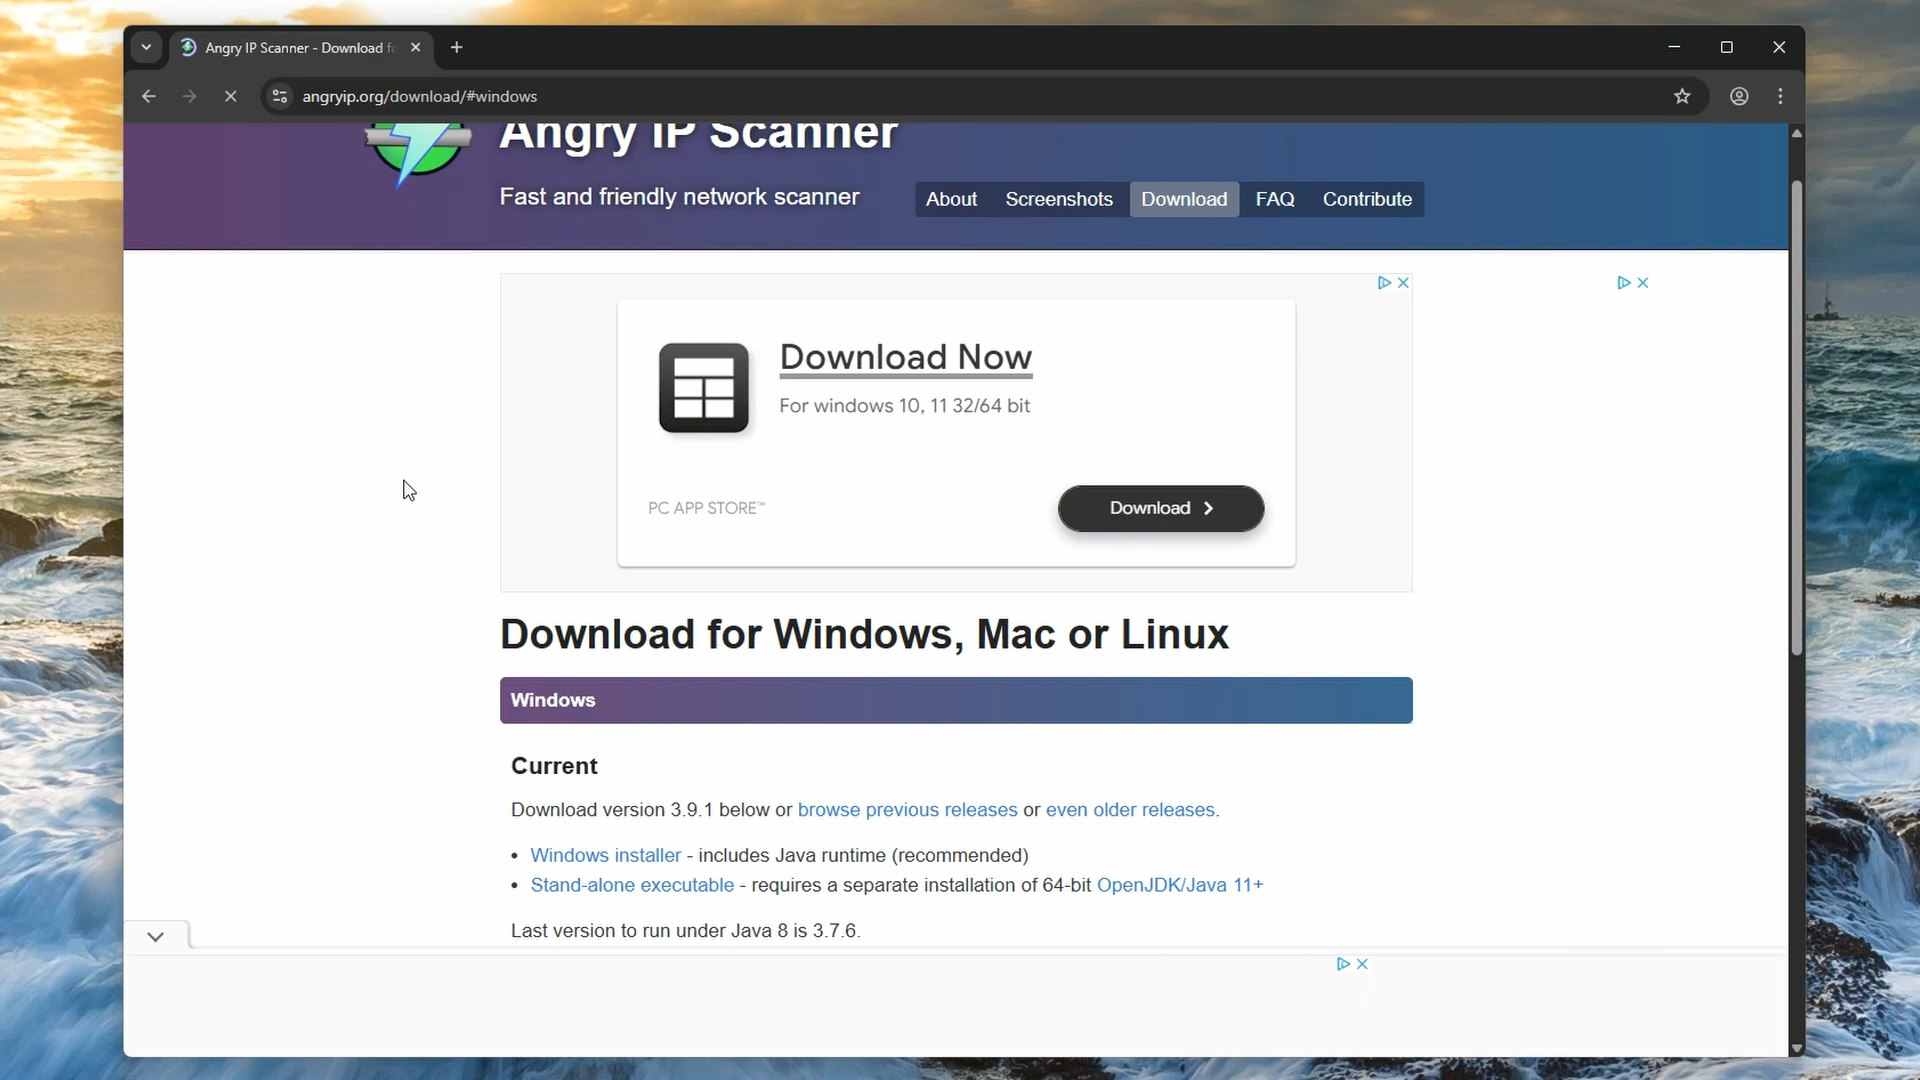 Angry IP Scanner - Download f
angryip.org/download/#windows
Angry IP Scanner
Fast and friendly network scanner
About Screenshots Download FAQ Contribute
Download Now
For windows 10, 11 32/64 bit
PC APP STORE™
Download
Download for Windows, Mac or Linux
Windows
Current
Download version 3.9.1 below or browse previous releases or even older releases.
• Windows installer - includes Java runtime (recommended)
• Stand-alone executable - requires a separate installation of 64-bit OpenJDK/Java 11+
Last version to run under Java 8 is 3.7.6.